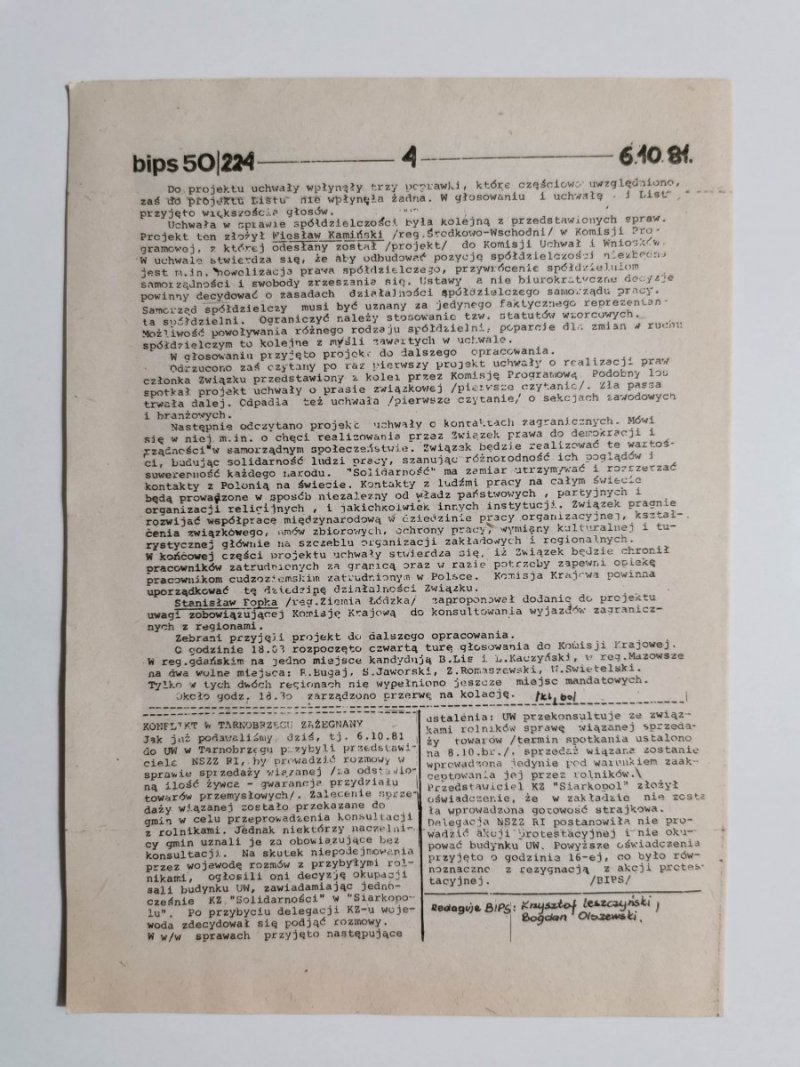 bips 50|221 4 6.10.81.
Do projektu uchwały wpłynęły trzy poprawki, które częściowo uwzględniono,
zaś do projektu Listu nie wpłynęła żadna. W głosowaniu i uchwałę i List
przyjęto większością głosów.
Uchwała w sprawie spółdzielczości była kolejną z przedstawionych spraw.
Projekt ten złożył Wiesław Kamiński /reg.Środkowo-Wschodni/ w Komisji Pro-
gramowej, z której odesłany został /projekt/ do Komisji Uchwał i Wniosków.
W uchwale stwierdza się, że aby odbudować pozycję spółdzielczości niezbędna
jest m.in. nowelizacja prawa spółdzielczego, przywrócenie spółdzielniom
samorządności i swobody zrzeszania się. Ustawy a nie biurokratyczne decyzje
powinny decydować o zasadach działalności spółdzielczego samorządu pracy.
Samorząd spółdzielczy musi być uznany za jedynego faktycznego reprezentan-
ta spółdzielni. Ograniczyć należy stosowanie tzw. statutów wzorcowych.
Możliwość powoływania różnego rodzaju spółdzielni, poparcie dla zmian w ruchu
spółdzielczym to kolejne z myśli zawartych w uchwale.
W głosowaniu przyjęto projekt do dalszego opracowania.
Odrzucono zaś czytany po raz pierwszy projekt uchwały o realizacji praw
członka Związku przedstawiony z kolei przez Komisję Programową Podobny los
spotkał projekt uchwały o prasie związkowej /pierwsze czytanie/. Zła passa
trwała dalej. Odpadła też uchwała /pierwsze czytanie/ o sekcjach zawodowych
i branżowych.
Następnie odczytano projekt uchwały o kontaktach zagranicznych. Mówi
się w niej m.in. o chęci realizowania przez Związek prawa do demokracji i
rządności w samorządnym społeczeństwie. Związek będzie realizować te wartoś-
ci, budując solidarność ludzi pracy, szanując różnorodność ich poglądów i
suwerenność każdego narodu. "Solidarność" ma zamiar utrzymywać i rozszerzać
kontakty z Polonią na świecie. Kontakty z ludźmi pracy na całym świecie
będą prowadzone w sposób niezależny od władz państwowych , partyjnych i
organizacji religijnych , i jakichkolwiek innych instytucji. Związek pragnie
rozwijać współpracę międzynarodową w dziedzinie pracy organizacyjnej, kształ-
cenia związkowego, umów zbiorowych, ochrony pracy, wymiany kulturalnej i tu-
rystycznej głównie na szczeblu organizacji zakładowych i regionalnych.
W końcowej części projektu uchwały stwierdza się, iż Związek będzie chronił
pracowników zatrudnionych za granicą oraz w razie potrzeby zapewni opiekę
pracownikom cudzoziemskim zatrudnionym w Polsce. Komisja Krajowa powinna
uporządkować tę dziedzinę działalności Związku.
Stanisław Fopka /reg.Ziemia Łódzka/ zaproponował dodanie do projektu
uwagi zobowiązującej Komisję Krajową do konsultowania wyjazdów zagranicz-
nych z regionami.
Zebrani przyjęli projekt do dalszego opracowania.
O godzinie 18.03 rozpoczęto czwartą turę głosowania do Komisji Krajowej.
W reg.gdańskim na jedno miejsce kandydują B.Lis i L.Kaczyński, w reg.Mazowsze
na dwa wolne miejsca: R.Bugaj, S.Jaworski, Z.Romaszewski, W.Świetelski.
Tylko w tych dwóch regionach nie wypełniono jeszcze miejsc mandatowych.
Około godz. 18.30 zarządzono przerwę na kolację.
KONFLIKT W TARNOBRZEGU ZAŻEGNANY
Jak już podawaliśmy, dziś, tj. 6.10.81
do UW w Tarnobrzegu przybyli przedstawi-
ciele NSZZ RI, by prowadzić rozmowy w
sprawie sprzedaży wiązanej /za odstawio-
ną ilość żywca - gwarancja przydziału
towarów przemysłowych/. Zalecenie sprze-
daży wiązanej zostało przekazane do
gmin w celu przeprowadzenia konsultacji
z rolnikami. Jednak niektórzy naczelni-
cy gmin uznali je za obowiązujące bez
konsultacji. Na skutek niepodejmowania
przez wojewodę rozmów z przybyłymi rol-
nikami, ogłosili oni decyzję okupacji
sali budynku UW, zawiadamiając jedno-
cześnie KZ "Solidarności" w "Siarkopo-
lu". Po przybyciu delegacji KZ-u woje-
woda zdecydował się podjąć rozmowy.
W w/w sprawach przyjęto następujące
ustalenia: UW przekonsultuje ze związ-
kami rolników sprawę wiązanej sprzeda-
ży towarów /termin spotkania ustalono
na 8.10.br./. sprzedaż wiązana zostanie
wprowadzona jedynie pod warunkiem zaak-
ceptowania jej przez rolników.\
Przedstawiciel KZ "Siarkopol" złożył
oświadczenie, że w zakładzie nie zosta
ła wprowadzona gotowość strajkowa.
Delegacja NSZZ RI postanowiła nie pro-
wadzić akcji protestacyjnej i nie oku-
pować budynku UW. Powyższe oświadczenia
przyjęto o godzinie 16-ej, co było rów-
noznaczne z rezygnacją z akcji protes-
tacyjnej. /BIPS/
Redaguje BIPS: Krzysztof Leszczyński,
Bogdan Olszewski.